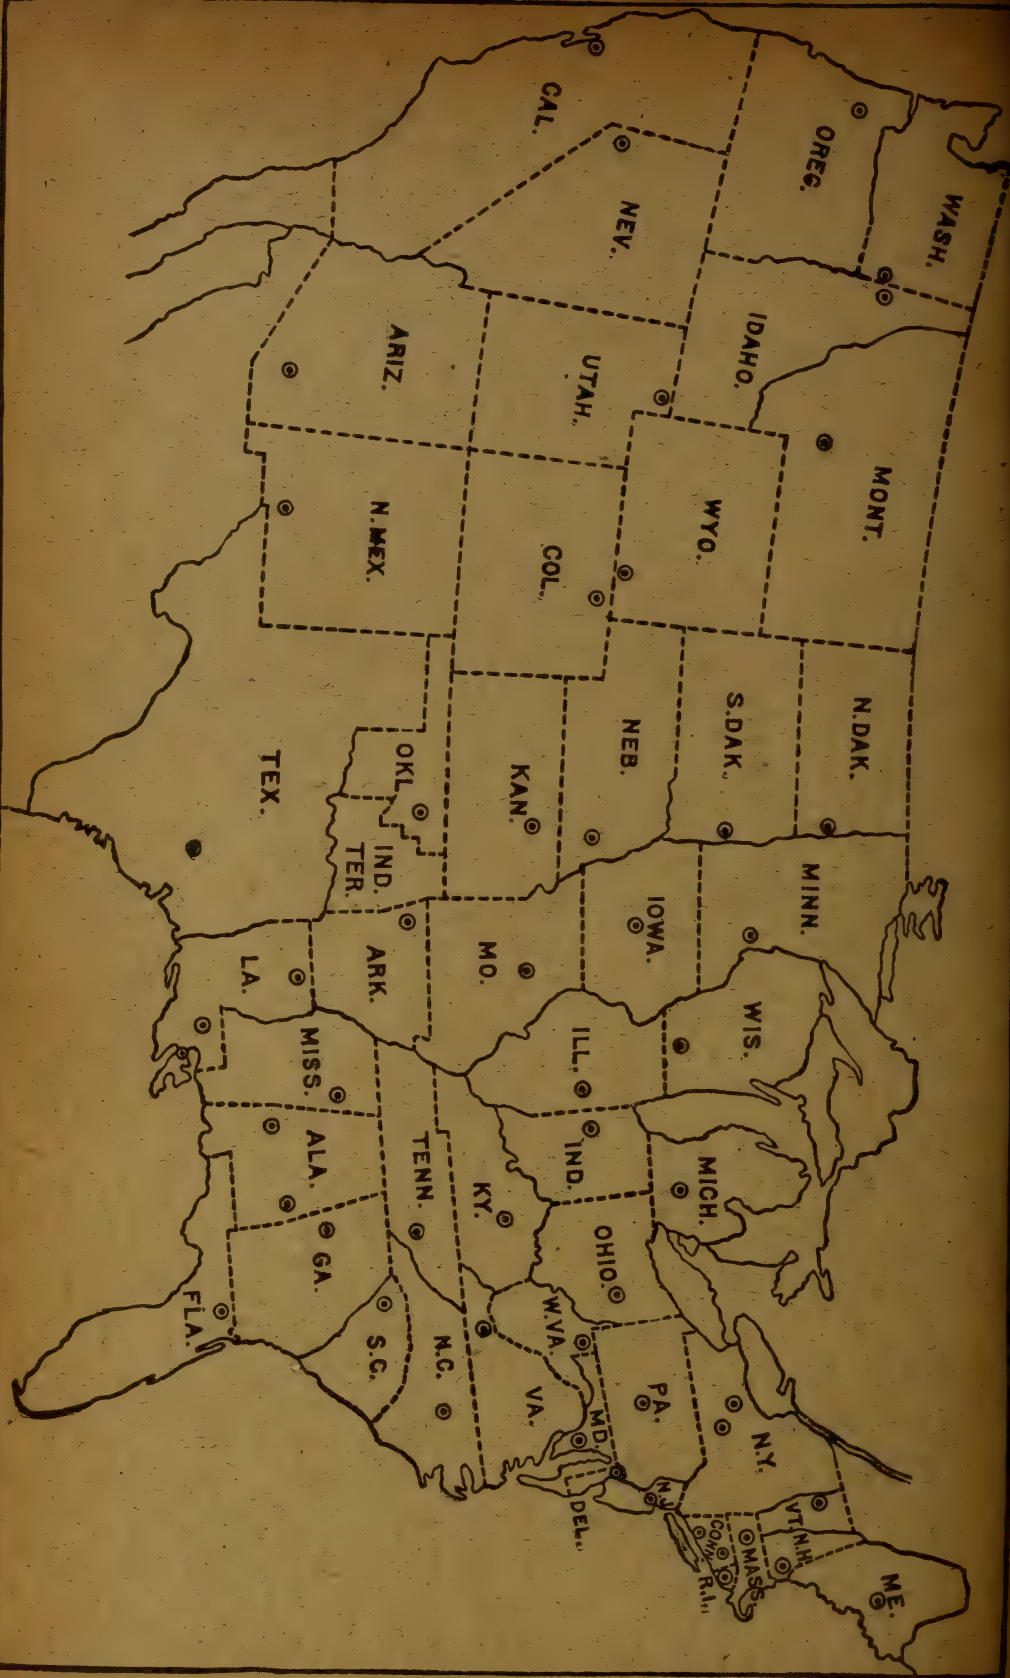 WASH.
OREG.
CAL.
NEV.
IDAHO.
MONT.
WYO.
UTAH.
ARIZ.
COL.
N. MEX.
N. DAK.
S. DAK.
NEB.
KAN.
OKL
IND.
TER.
TEX.
MINN.
IOWA.
MO.
ARK.
LA.
WIS.
ILL.
MISS.
MICH.
IND.
KY.
TENN.
ALA.
OHIO.
W.VA.
GA.
FLA.
S.C.
N.C.
VA.
MD.
DEL.
PA.
N.J.
N.Y.
VT.
N.H.
MASS.
CONN.
R.I.
ME.